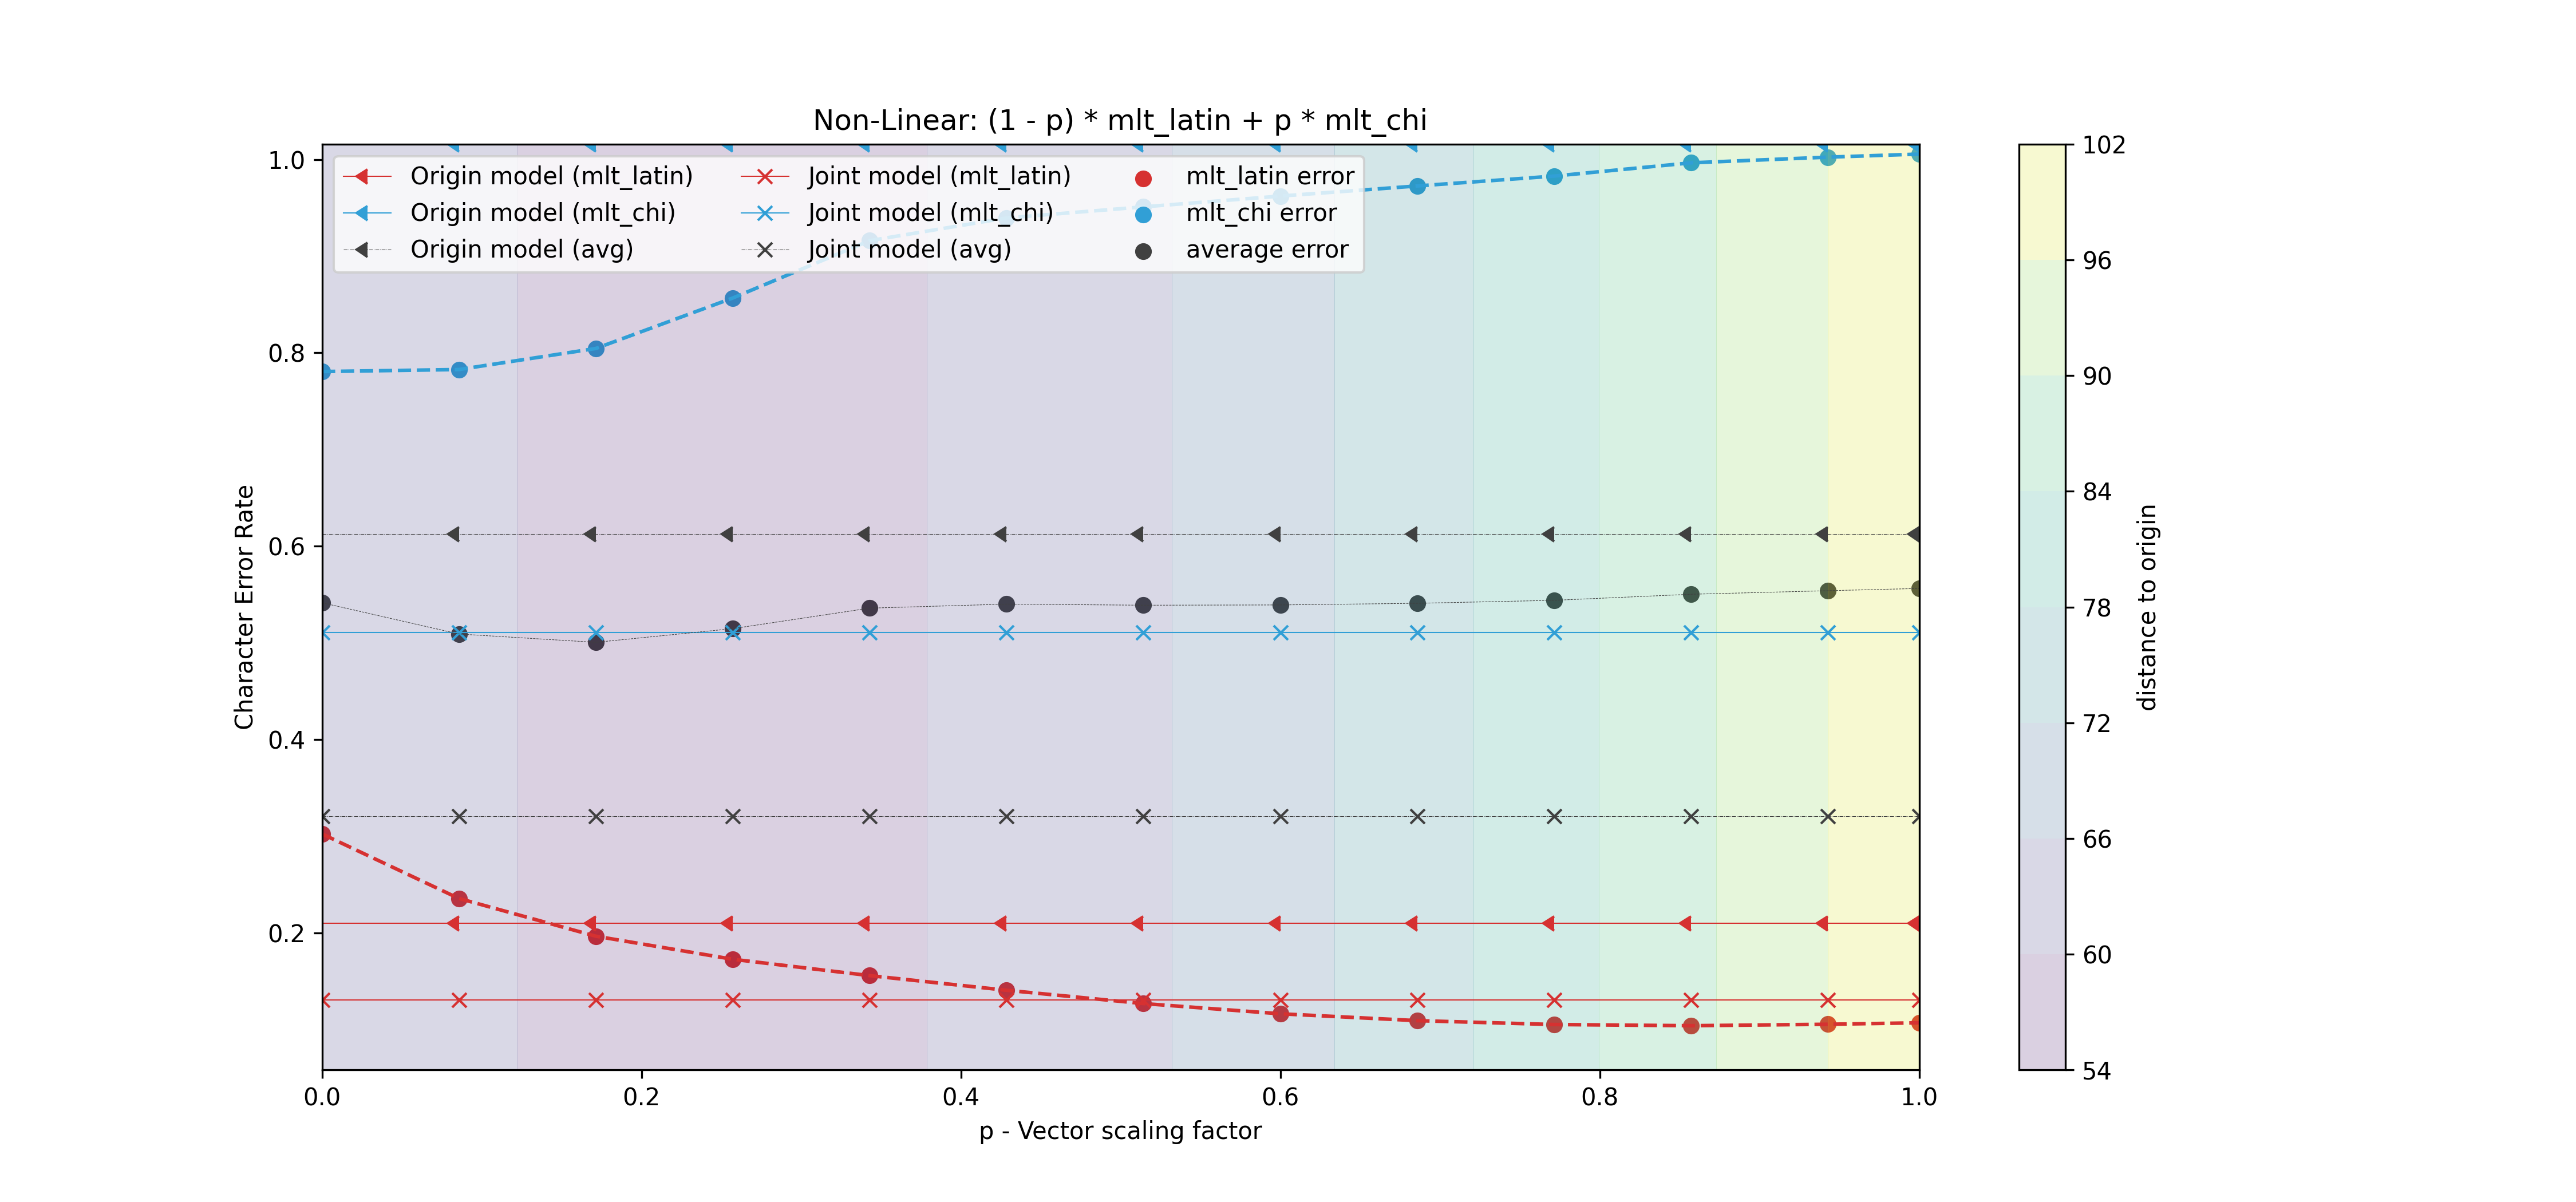 Non-Linear: (1 - p) * mlt_latin + p * mlt_chi
Origin model (mlt_latin)
Origin model (mlt_chi)
Origin model (avg)
Joint model (mlt_latin)
Joint model (mlt_chi)
Joint model (avg)
mlt_latin error
mlt_chi error
average error
Character Error Rate
1.0
0.8
0.6
0.4
0.2
0.0
0.2
0.4
0.6
0.8
1.0
p - Vector scaling factor
102
96
90
84
78
72
66
60
54
distance to origin